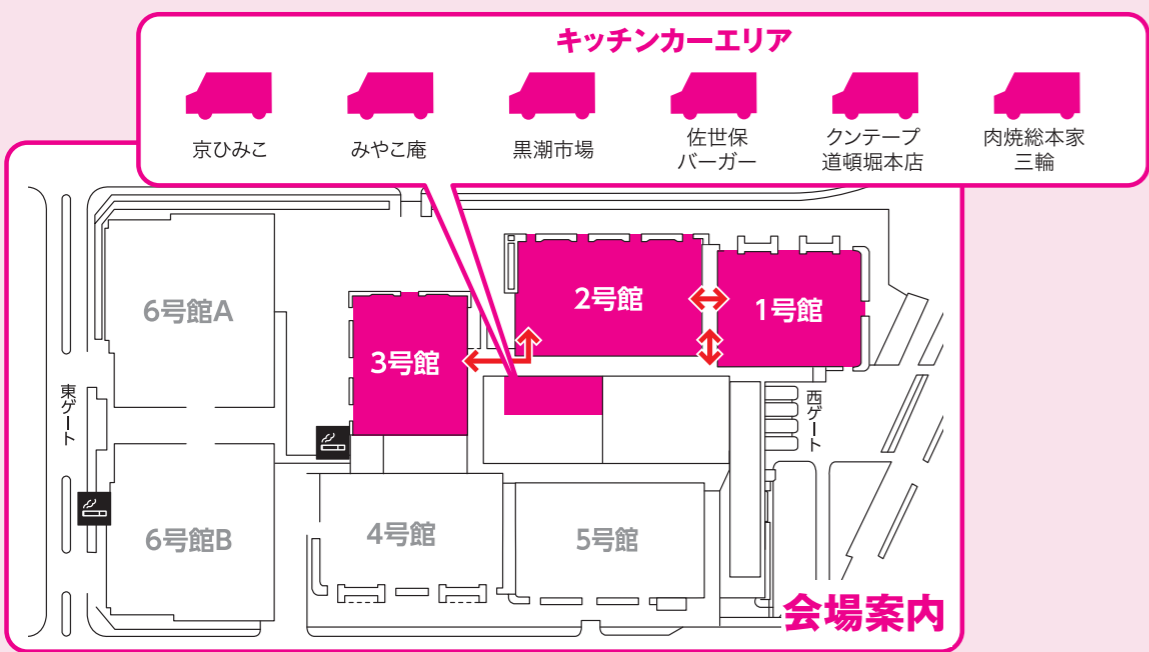 キッチンカーエリア
京ひみこ
みやこ庵
黒潮市場
佐世保
バーガー
クンテープ
道頓堀本店
肉焼総本家
三輪
6号館A
2号館
1号館
3号館
東ゲート
西ゲート
6号館B
4号館
5号館
会場案内